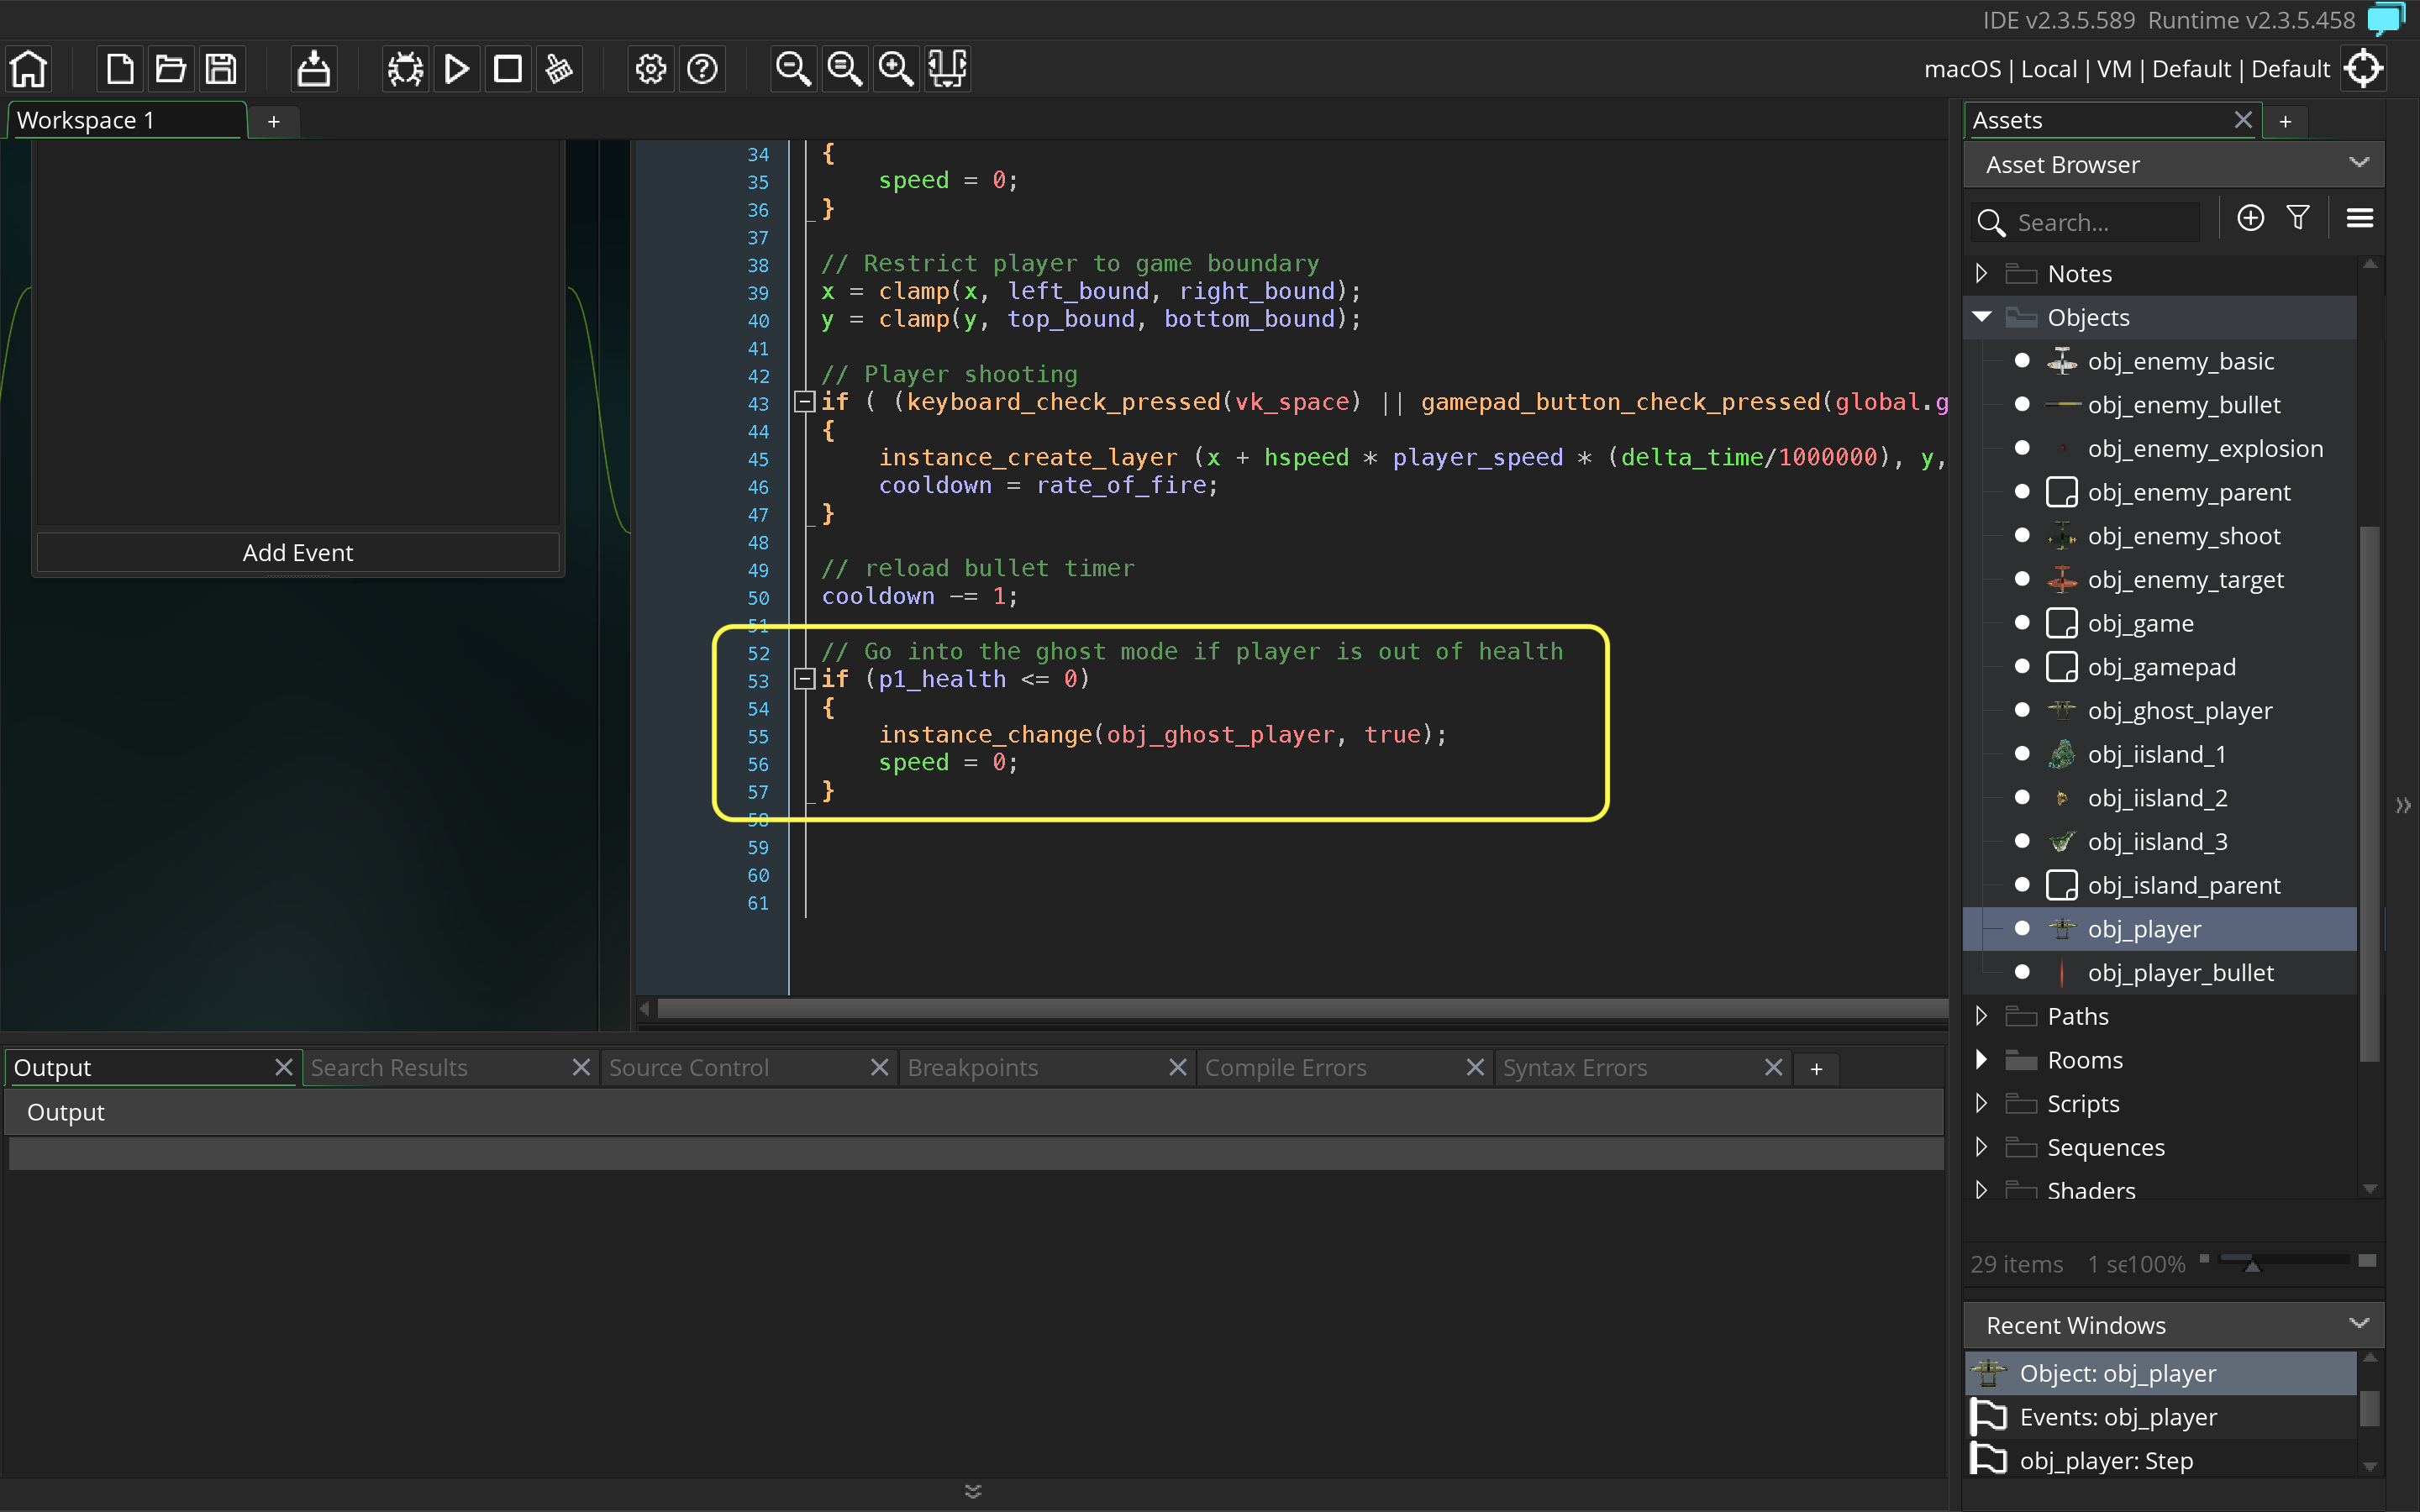 IDE v2.3.5.589 Runtime v2.3.5.458
macOS | Local | VM | Default | Default
Workspace 1
+
Add Event
34 {
35 speed = 0;
36 }
37
38 // Restrict player to game boundary
39 x = clamp(x, left_bound, right_bound);
40 y = clamp(y, top_bound, bottom_bound);
41
42 // Player shooting
43 if ( (keyboard_check_pressed(vk_space) || gamepad_button_check_pressed(global.g
44 {
45 instance_create_layer (x + hspeed * player_speed * (delta_time/1000000), y,
46 cooldown = rate_of_fire;
47 }
48
49 // reload bullet timer
50 cooldown -= 1;
51
52 // Go into the ghost mode if player is out of health
53 if (p1_health <= 0)
54 {
55 instance_change(obj_ghost_player, true);
56 speed = 0;
57 }
58
59
60
61
Output
Search Results
Source Control
Breakpoints
Compile Errors
Syntax Errors
+
Output
Assets
+
Asset Browser
Search...
Notes
Objects
obj_enemy_basic
obj_enemy_bullet
obj_enemy_explosion
obj_enemy_parent
obj_enemy_shoot
obj_enemy_target
obj_game
obj_gamepad
obj_ghost_player
obj_iisland_1
obj_iisland_2
obj_iisland_3
obj_island_parent
obj_player
obj_player_bullet
Paths
Rooms
Scripts
Sequences
Shaders
29 items 1 se 100%
Recent Windows
Object: obj_player
Events: obj_player
obj_player: Step